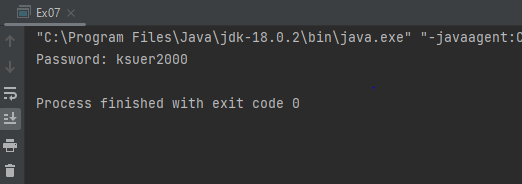 Ex07
"C:\Program Files\Java\jdk-18.0.2\bin\java.exe" "-javaagent:C
Password: ksuer2000
Process finished with exit code 0